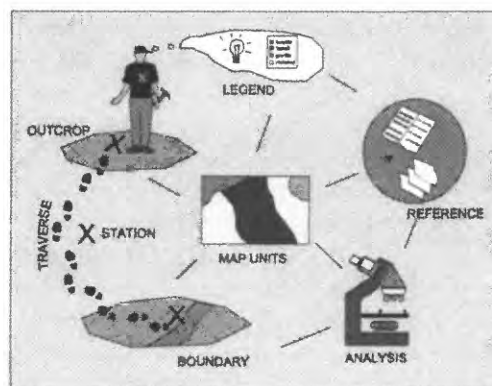 LEGEND
OUTCROP
REFERENCE
TRAVERSE
X STATION
MAP UNITS
BOUNDARY
ANALYSIS